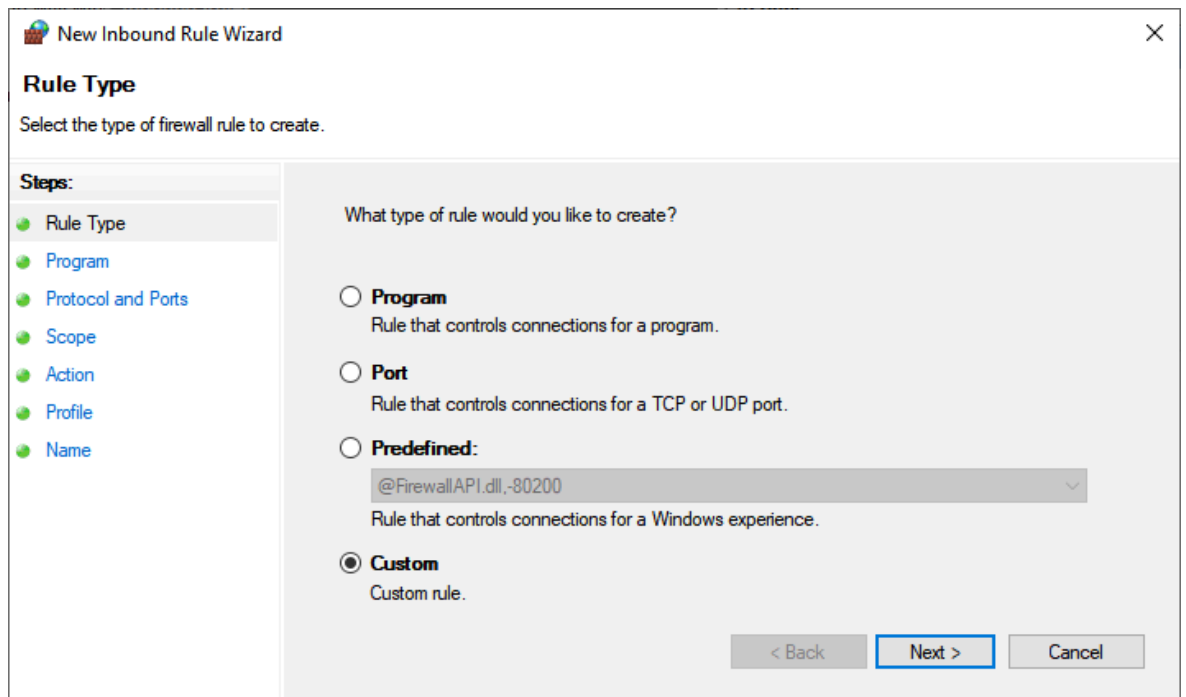 New Inbound Rule Wizard
Rule Type
Select the type of firewall rule to create.
Steps:
Rule Type
Program
Protocol and Ports
Scope
Action
Profile
Name
What type of rule would you like to create?
Program
Rule that controls connections for a program.
Port
Rule that controls connections for a TCP or UDP port.
Predefined:
@FirewallAPI.dll,-80200
Rule that controls connections for a Windows experience.
Custom
Custom rule.
< Back Next > Cancel